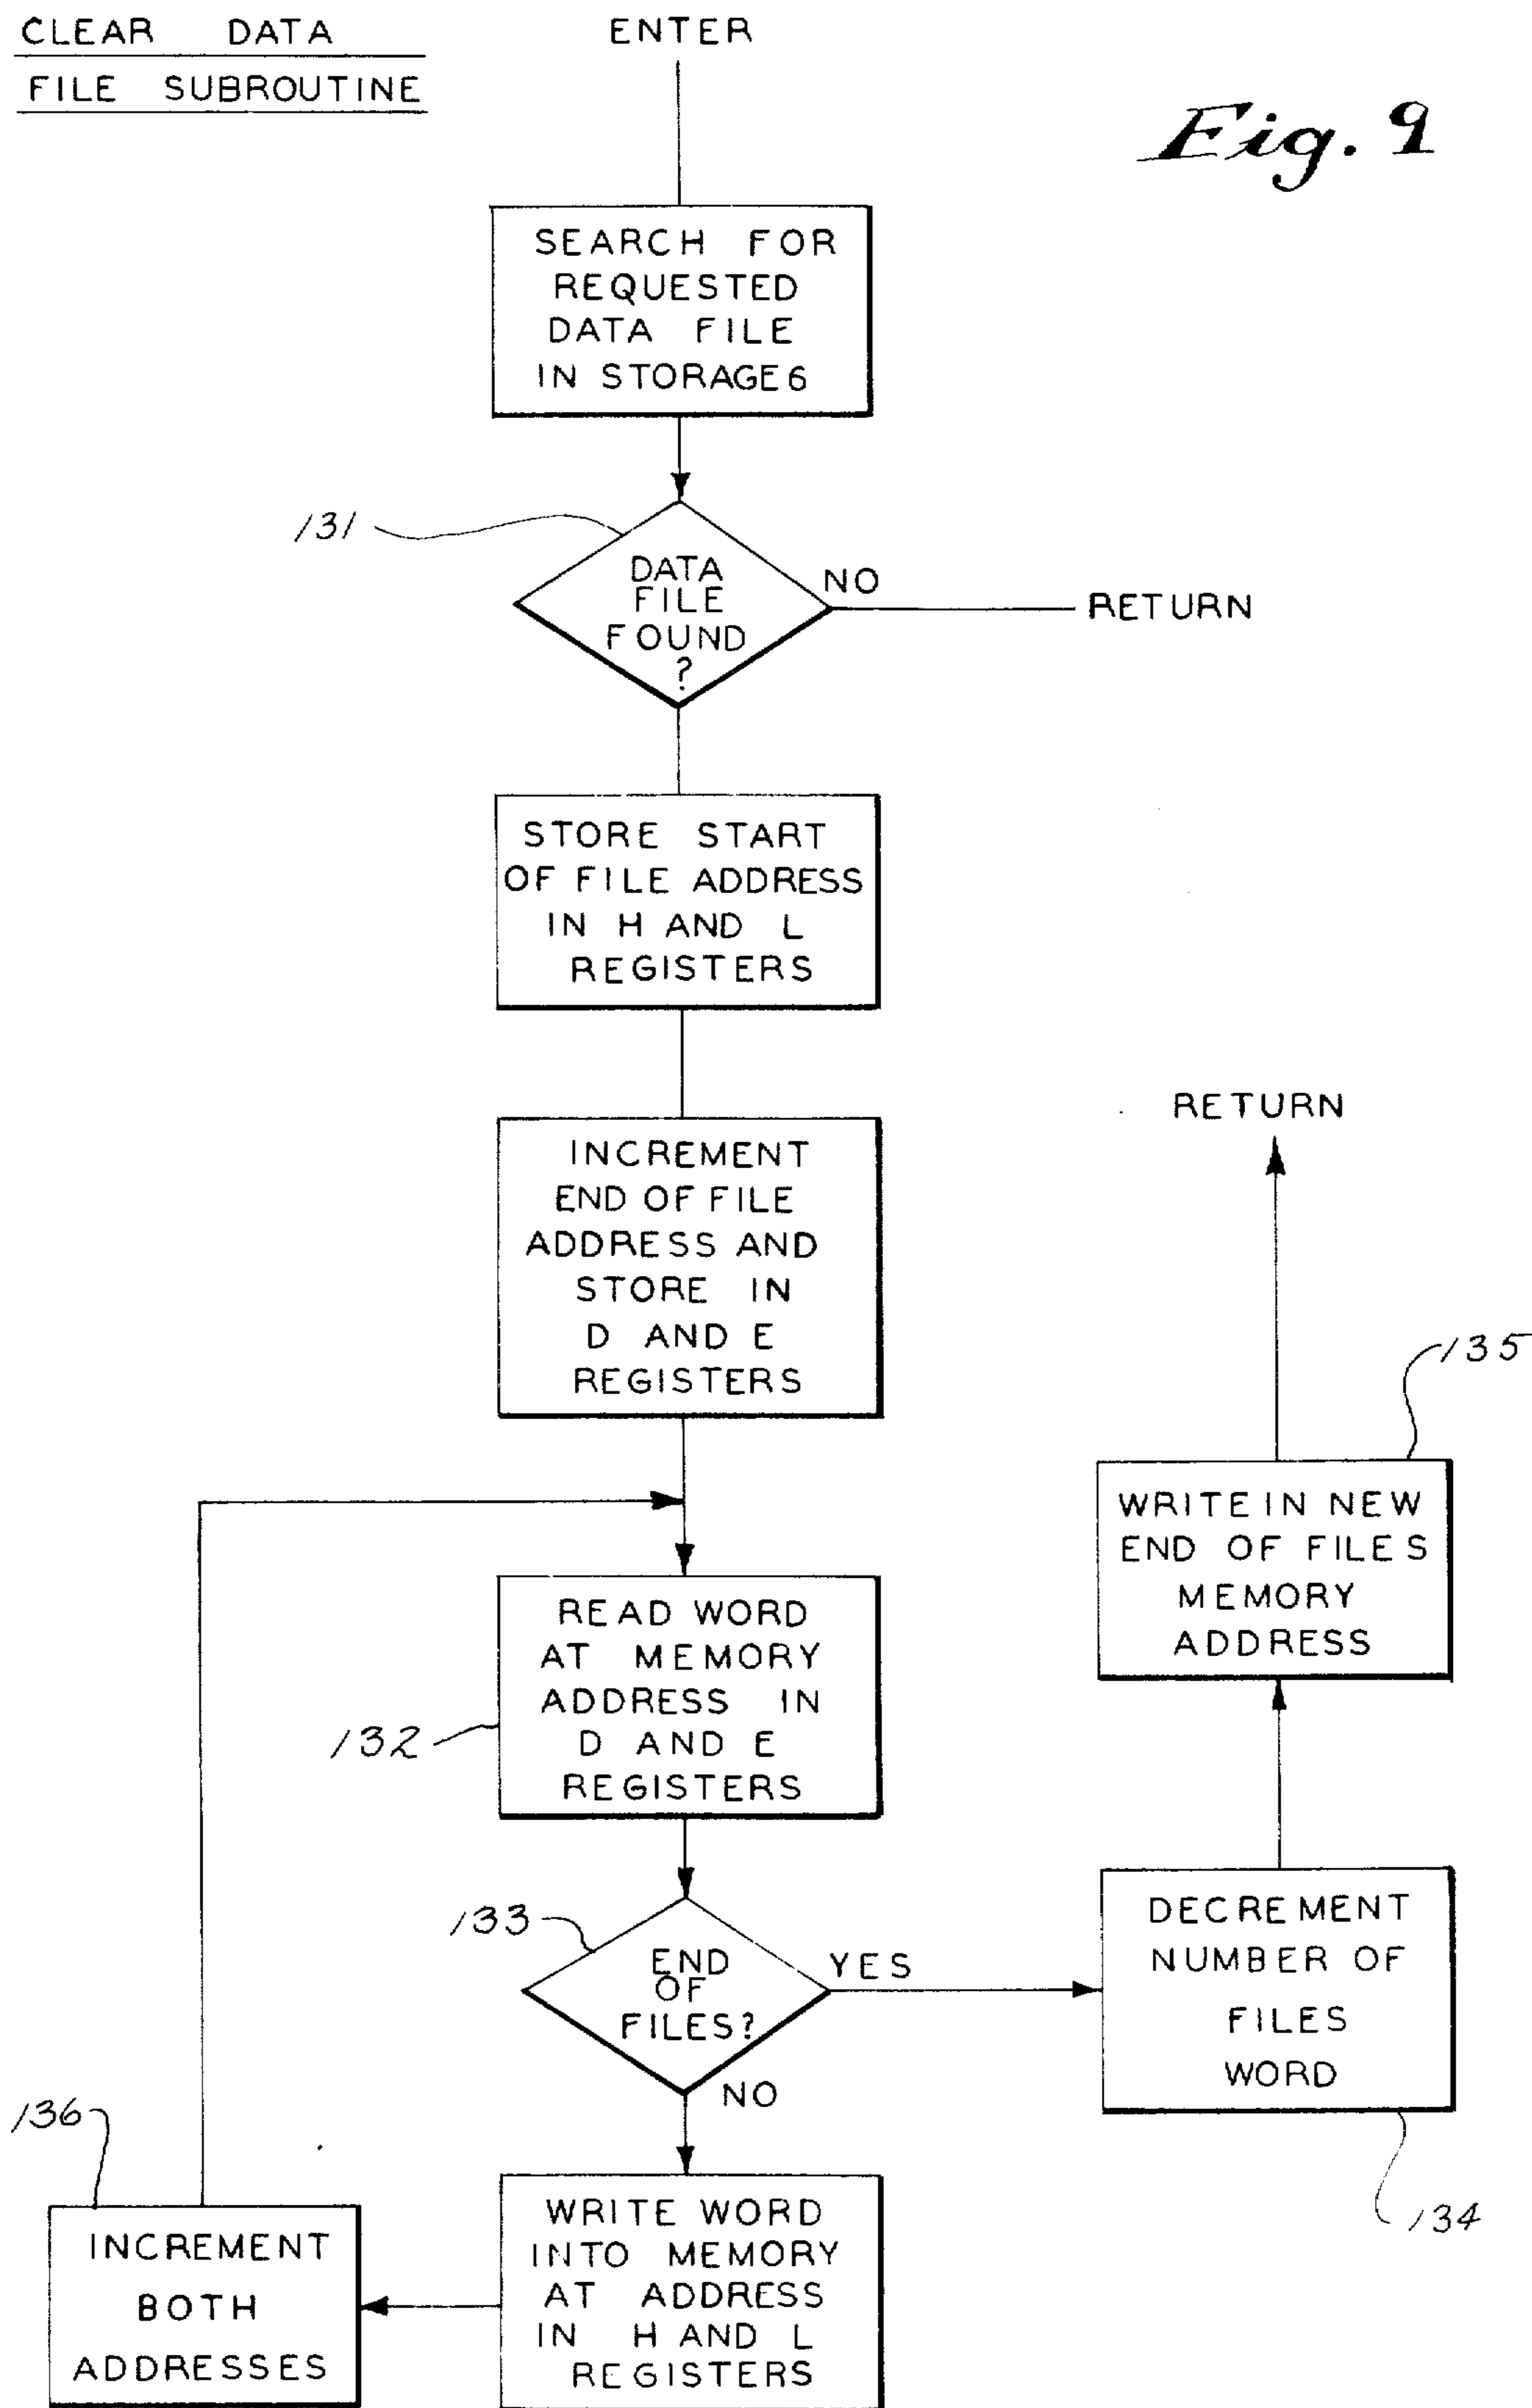 CLEAR DATA
FILE SUBROUTINE
ENTER
Fig. 9
SEARCH FOR
REQUESTED
DATA FILE
IN STORAGE 6
131
DATA
FILE
FOUND
?
NO
RETURN
STORE START
OF FILE ADDRESS
IN H AND L
REGISTERS
INCREMENT
END OF FILE
ADDRESS AND
STORE IN
D AND E
REGISTERS
RETURN
135
WRITE IN NEW
END OF FILES
MEMORY
ADDRESS
READ WORD
AT MEMORY
ADDRESS IN
D AND E
REGISTERS
132
133
END
OF
FILES?
YES
NO
DECREMENT
NUMBER OF
FILES
WORD
134
136
INCREMENT
BOTH
ADDRESSES
WRITE WORD
INTO MEMORY
AT ADDRESS
IN H AND L
REGISTERS